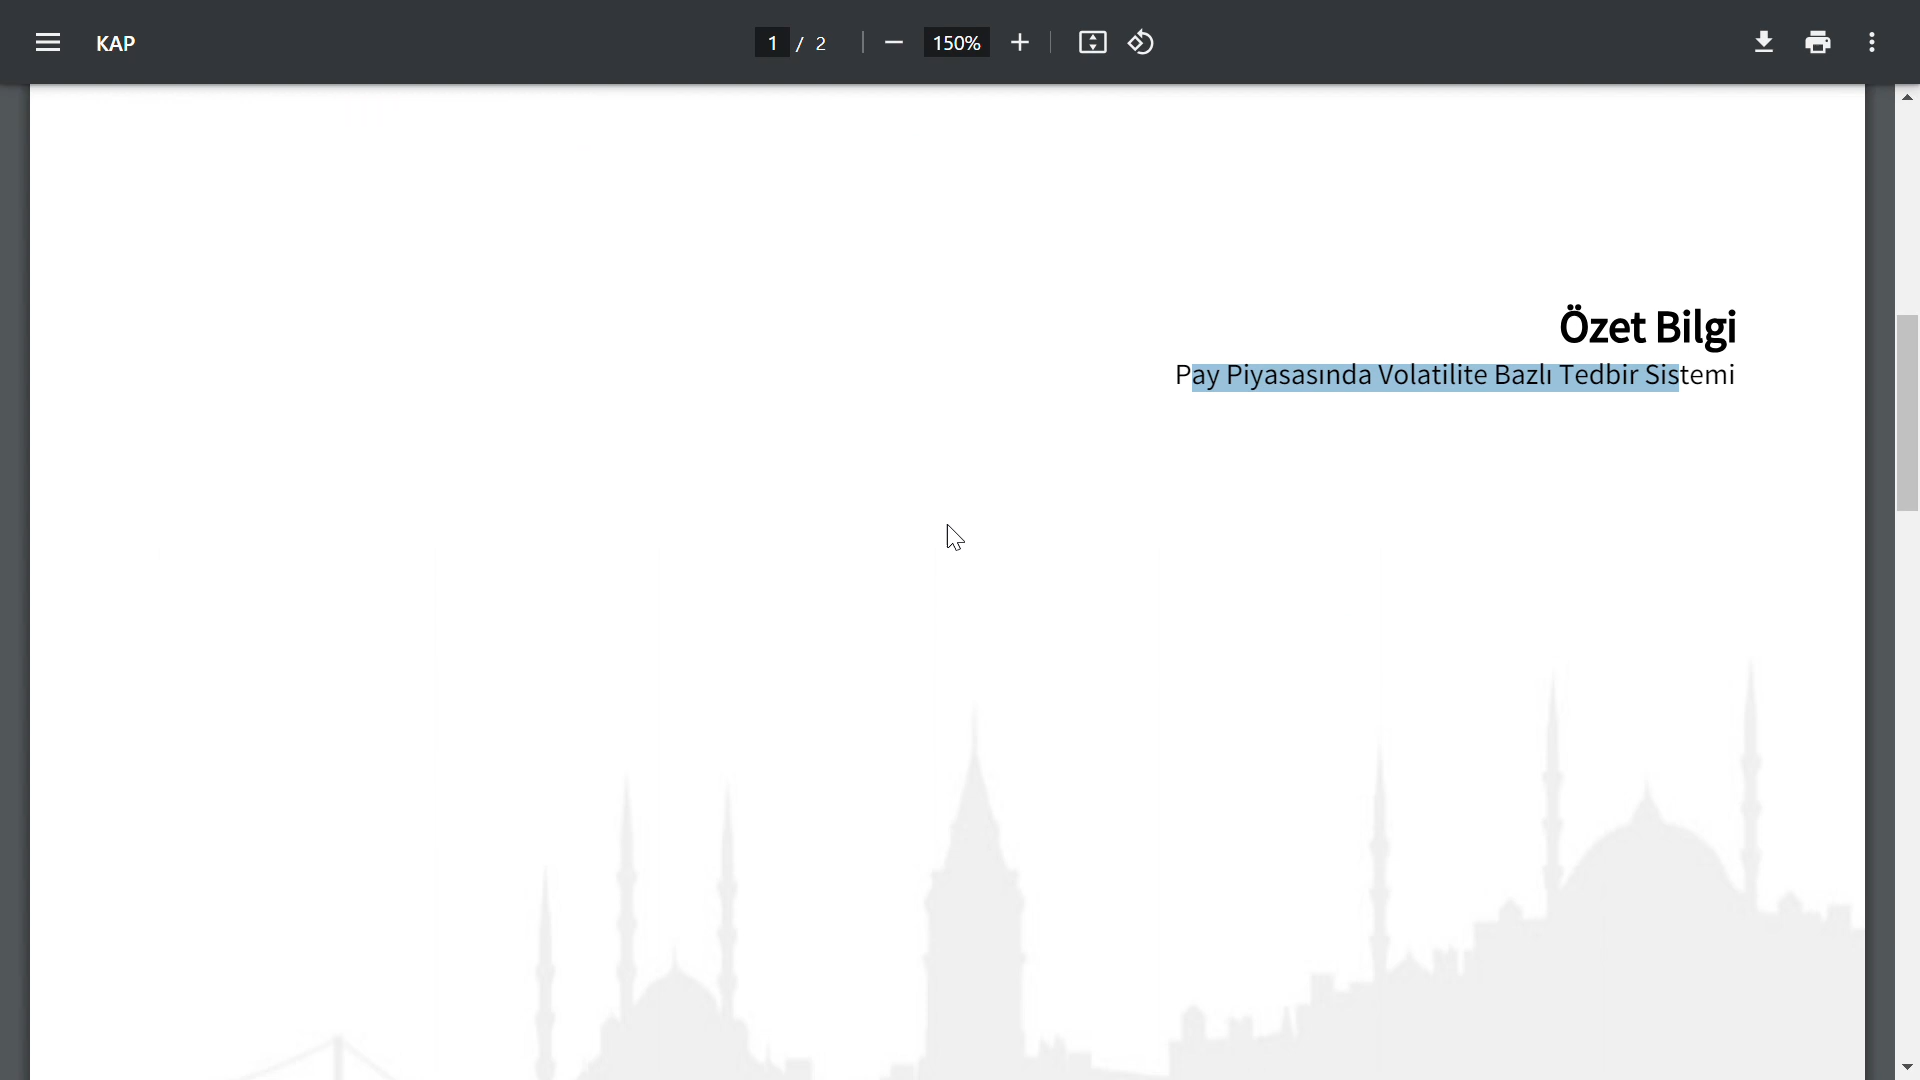 KAP
1 / 2
150%
Özet Bilgi
Pay Piyasasında Volatilite Bazlı Tedbir Sistemi